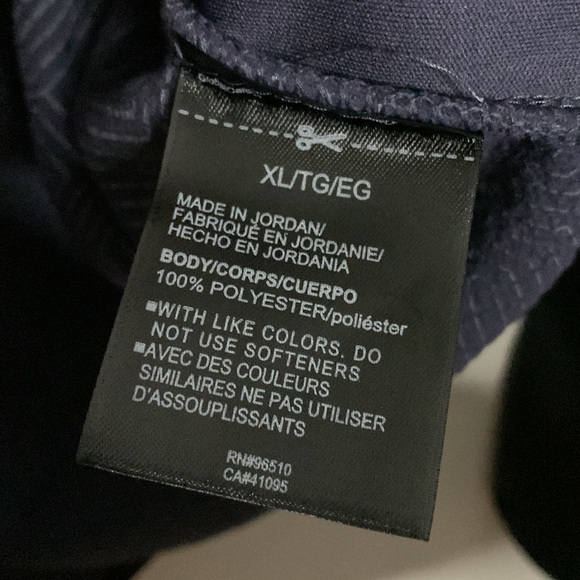 XL/TG/EG
MADE IN JORDAN/
FABRIQUÉ EN JORDANIE/
HECHO EN JORDANIA
BODY/CORPS/CUERPO
100% POLYESTER/poliéster
▪WITH LIKE COLORS. DO
NOT USE SOFTENERS
▪AVEC DES COULEURS
SIMILAIRES NE PAS UTILISER
D'ASSOUPLISSANTS
RN#96510
CA#41095